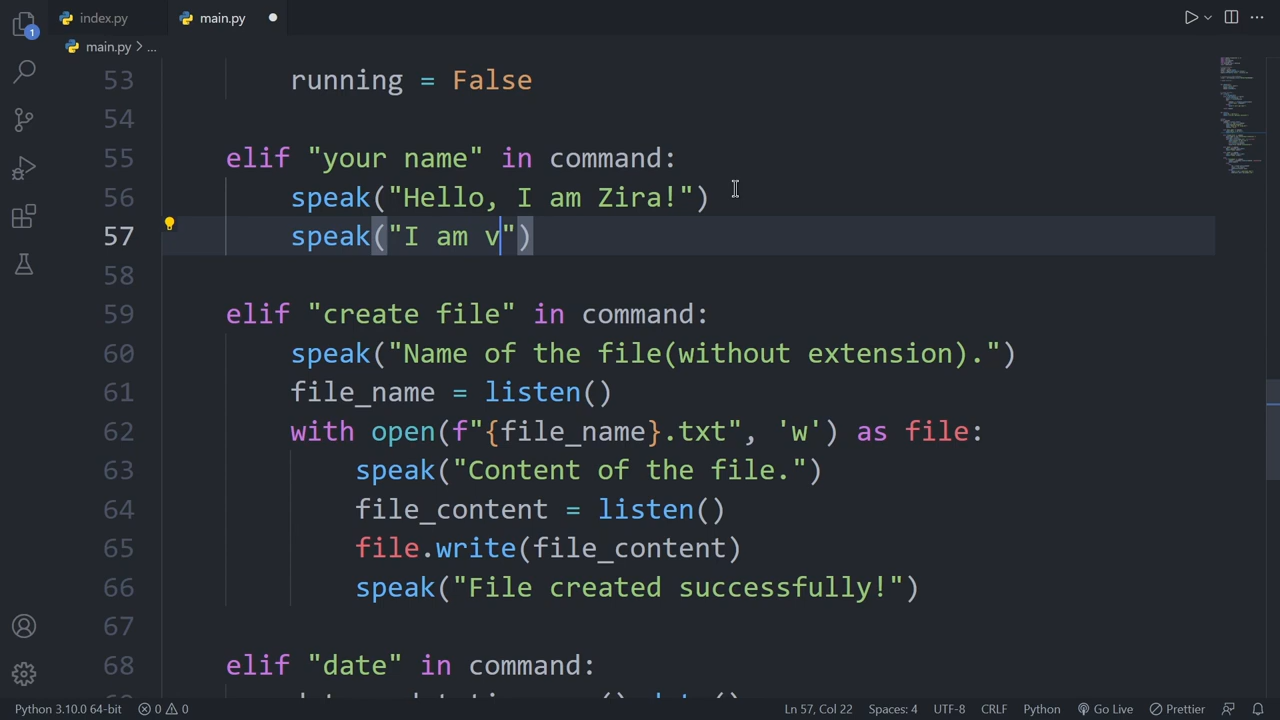 index.py
main.py
main.py > ...
1
53 running = False
54
55 elif "your name" in command:
56 speak("Hello, I am Zira!")
57 speak("I am v")
58
59 elif "create file" in command:
60 speak("Name of the file(without extension).")
61 file_name = listen()
62 with open(f"{file_name}.txt", 'w') as file:
63 speak("Content of the file.")
64 file_content = listen()
65 file.write(file_content)
66 speak("File created successfully!")
67
68 elif "date" in command:
Python 3.10.0 64-bit 0 0 Ln 57, Col 22 Spaces: 4 UTF-8 CRLF Python Go Live Prettier